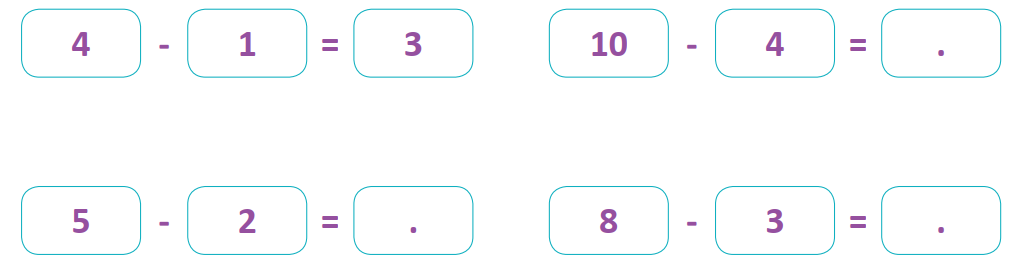 4 - 1 = 3 10 - 4 = .
5 - 2 = . 8 - 3 = .